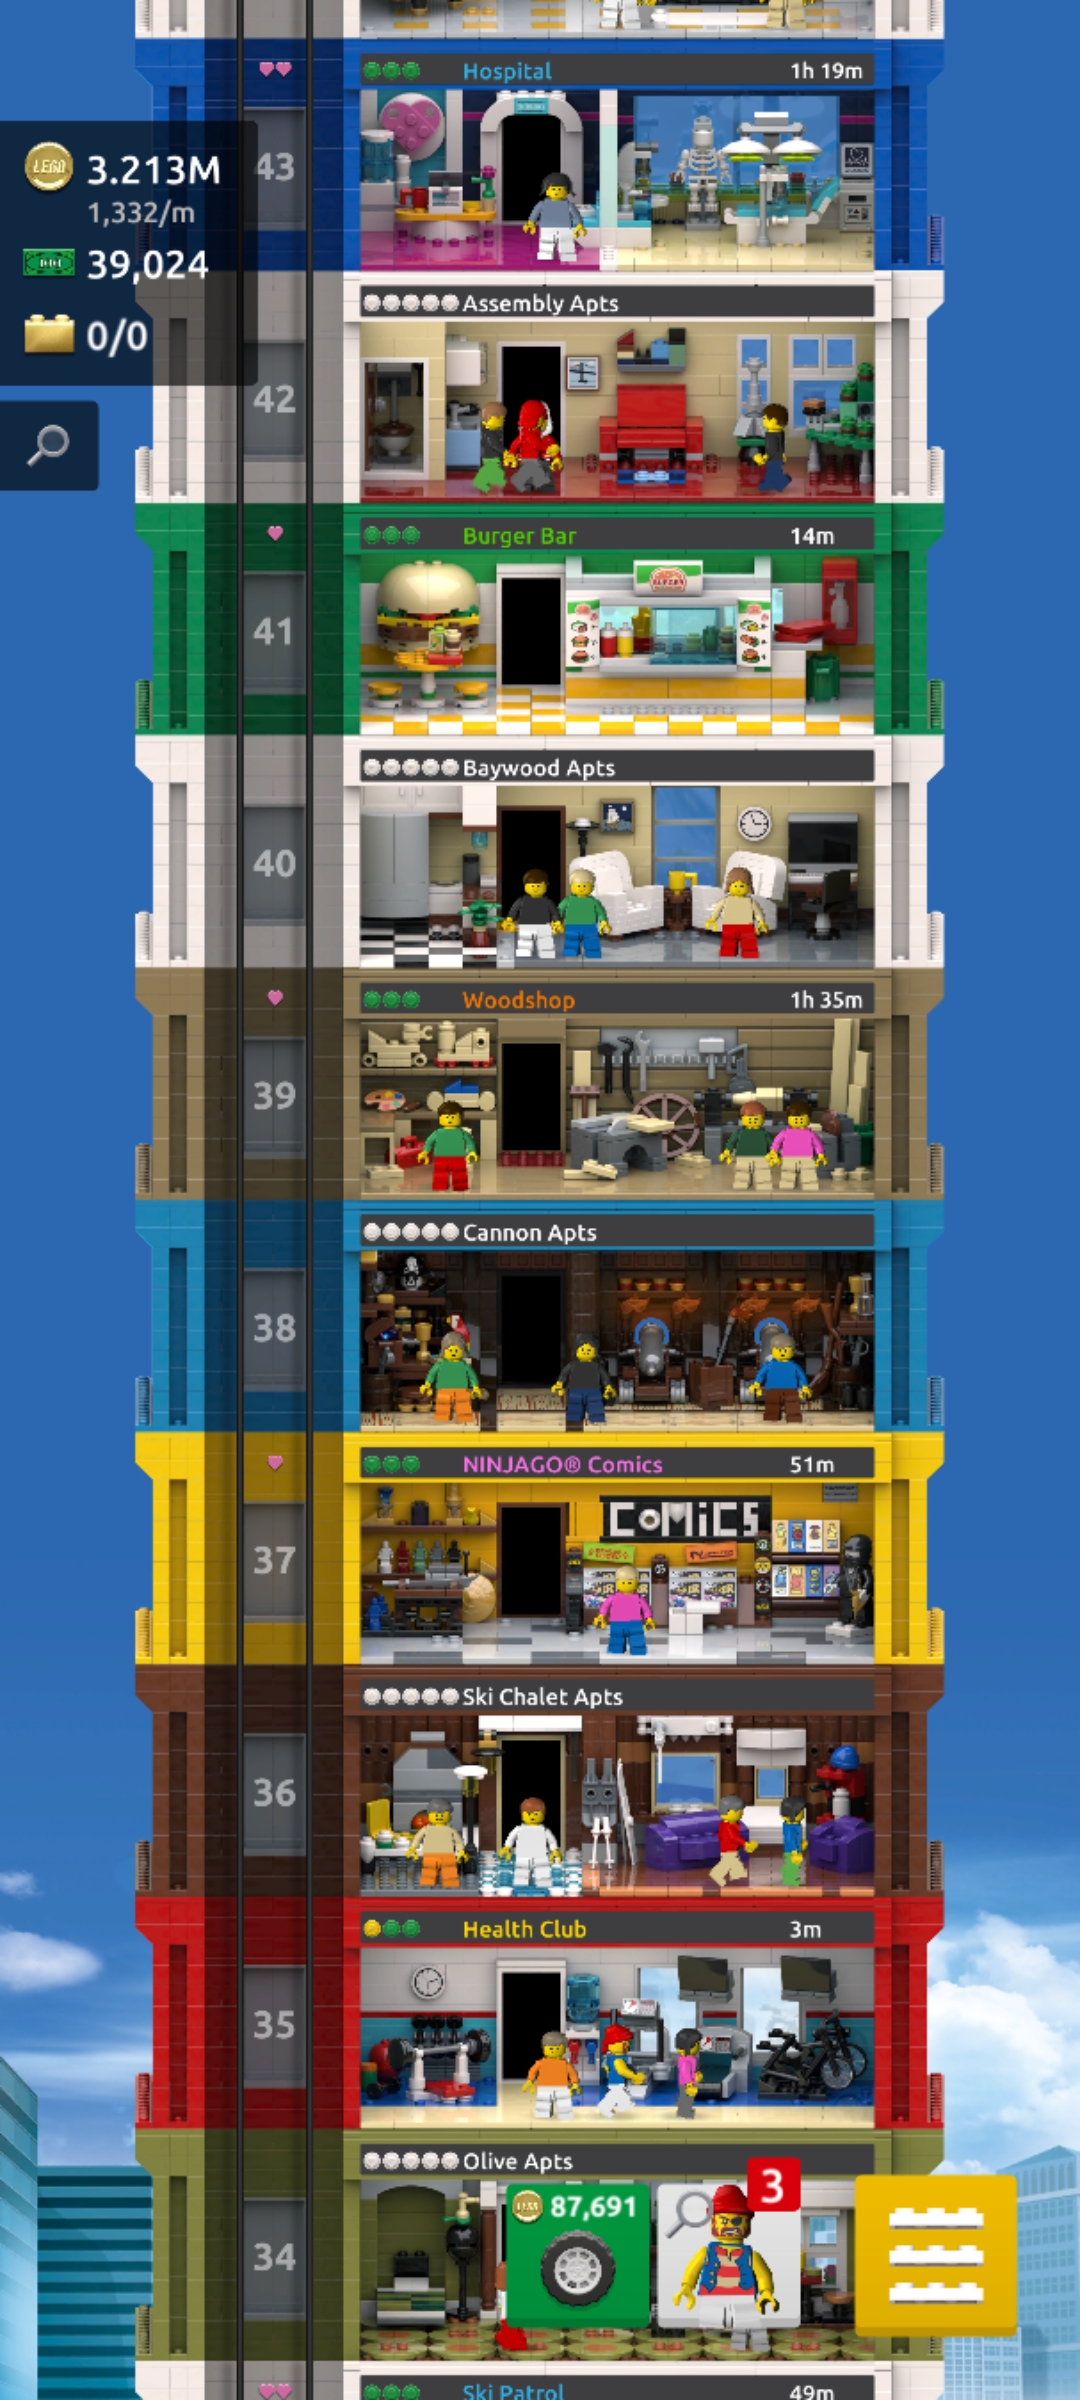 Hospital 1h 19m
43
LEGO 3.213M
1,332/m
39,024
0/0
Assembly Apts
42
Burger Bar 14m
41
Baywood Apts
40
Woodshop 1h 35m
39
Cannon Apts
38
NINJAGO® Comics 51m
COMiCS
37
Ski Chalet Apts
36
Health Club 3m
35
Olive Apts
3
87,691
34
Ski Patrol 49m